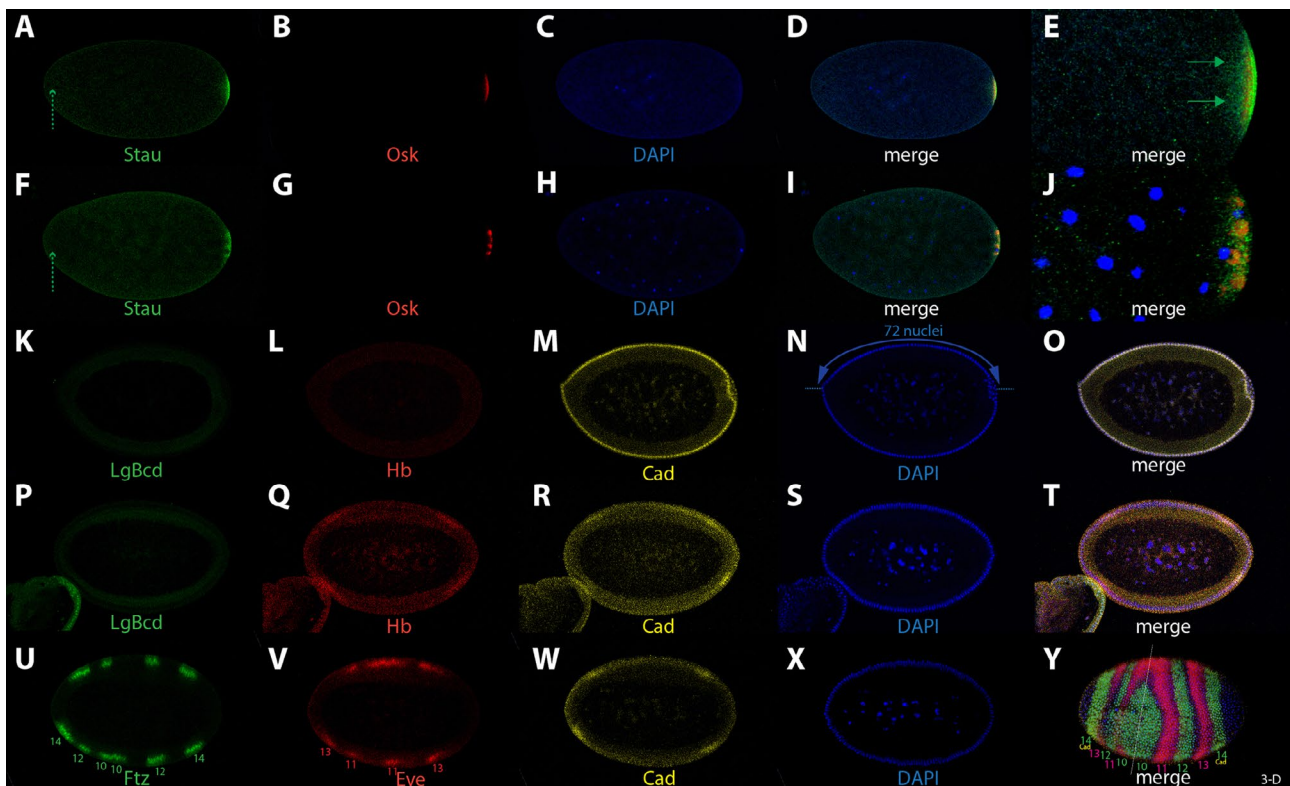 A B C D E
Stau Osk DAPI merge merge
F G H I J
Stau Osk DAPI merge merge
72 nuclei
K L M N O
LgBcd Hb Cad DAPI merge
P Q R S T
LgBcd Hb Cad DAPI merge
U V W X Y
14 12 10 10 12 14
13 11 11 13
14 Cad 13 12 11 10 10 11 12 13 14 Cad
Ftz Eve Cad DAPI merge
3-D